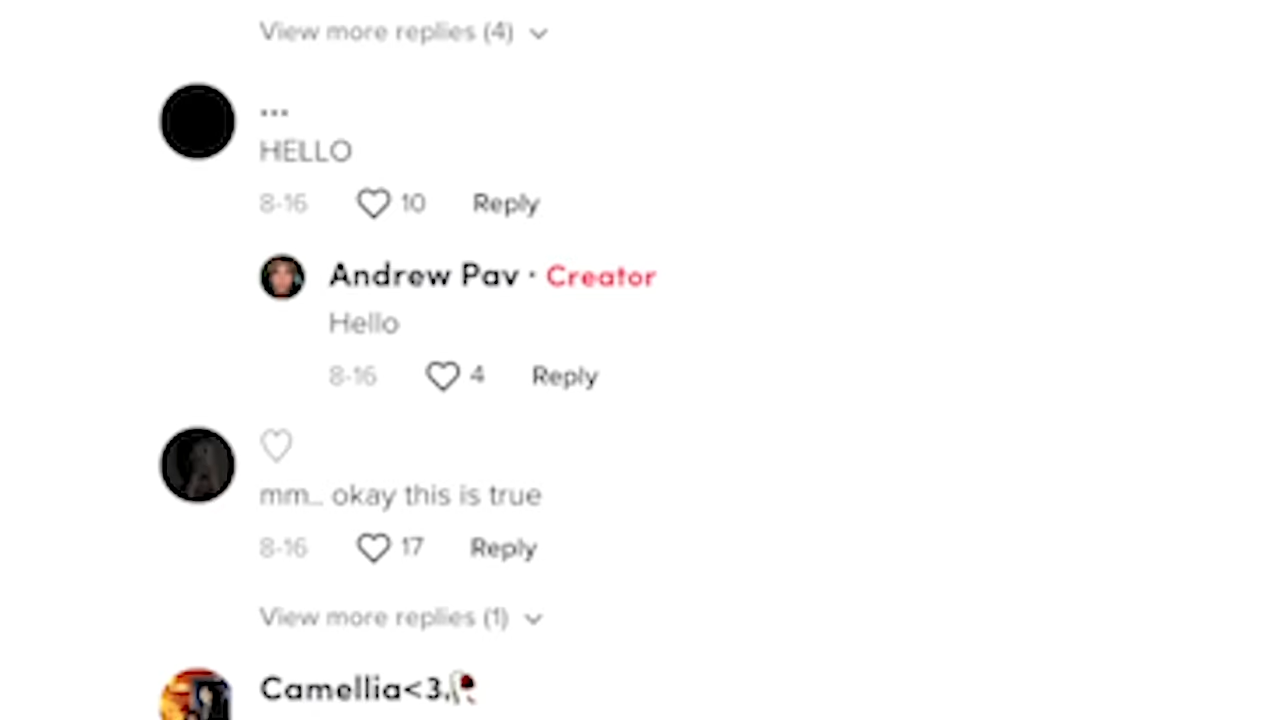 View more replies (4)
...
HELLO
8-16 10 Reply
Andrew Pav · Creator
Hello
8-16 4 Reply
♡
mm.. okay this is true
8-16 17 Reply
View more replies (1)
Camellia<3,🥀